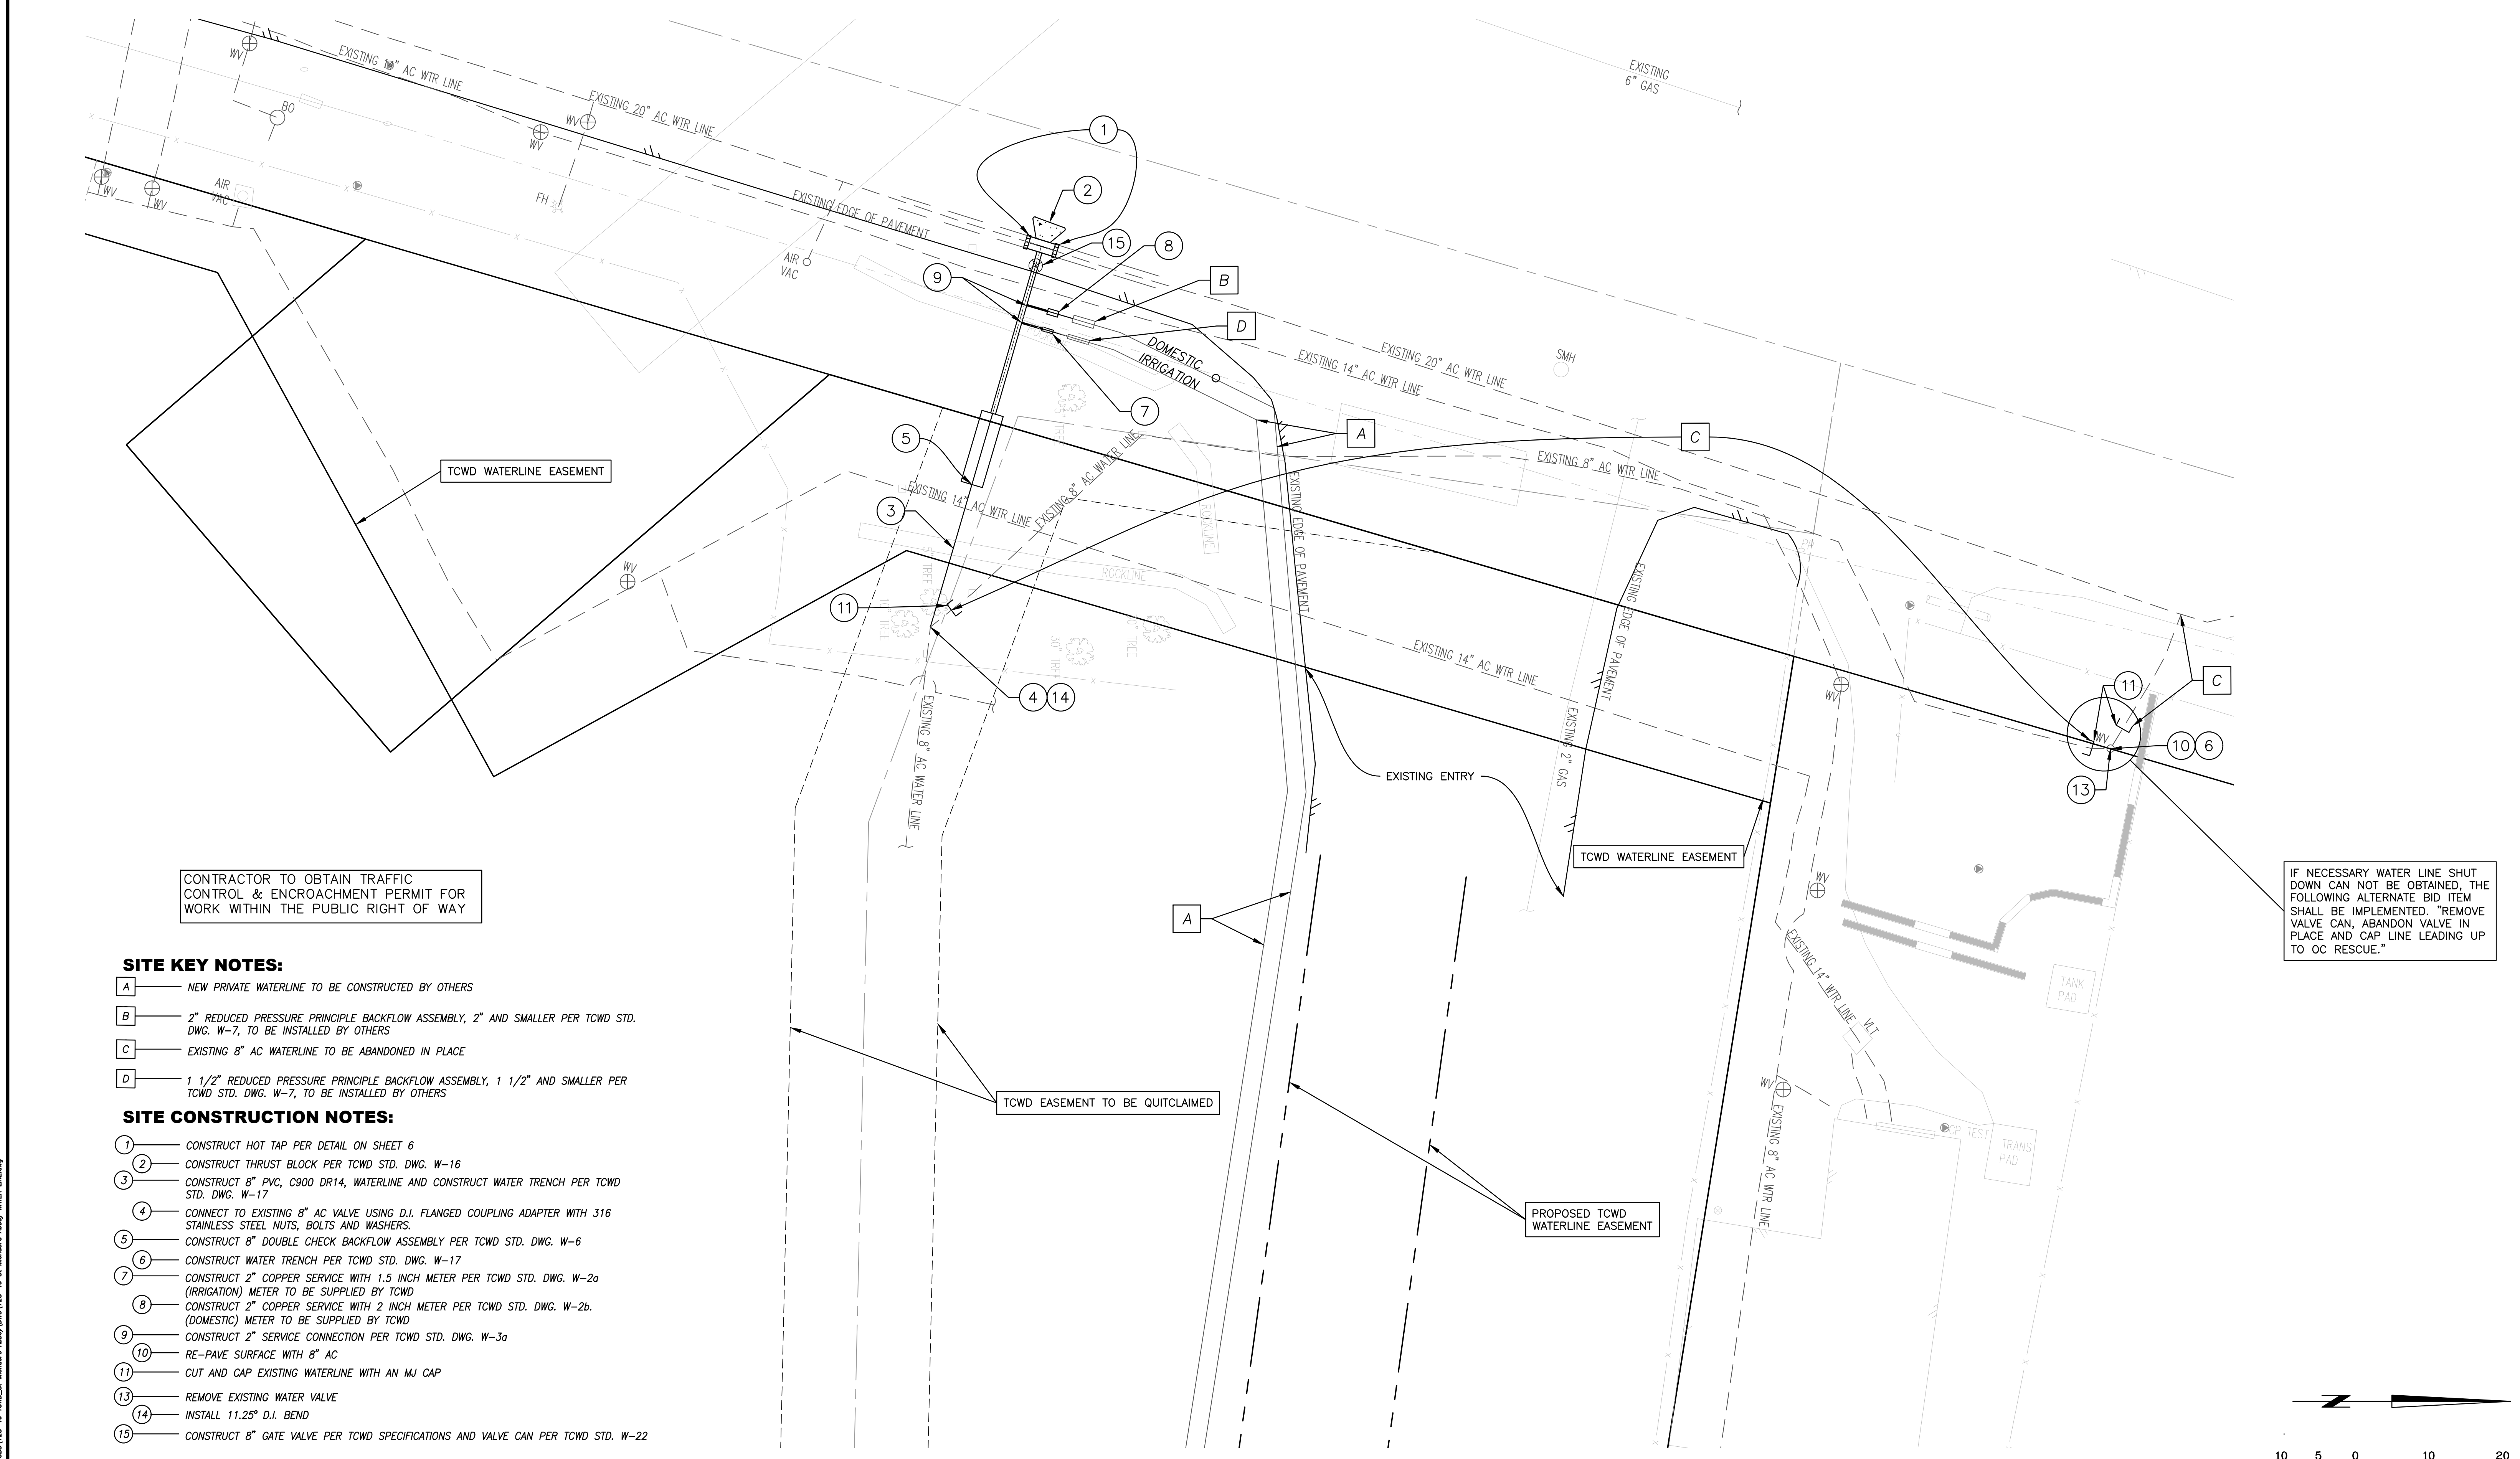 WV
EXISTING 14" AC WTR LINE
BO
WV
WV
EXISTING 20" AC WTR LINE
EXISTING
6" GAS
WV
WV
AIR
VAC
FH
EXISTING EDGE OF PAVEMENT
AIR
VAC
1
2
15
8
9
B
D
DOMESTIC
IRRIGATION
7
A
5
3
EXISTING 14" AC WTR LINE
EXISTING 20" AC WTR LINE
SMH
C
EXISTING 8" AC WTR LINE
TCWD WATERLINE EASEMENT
EXISTING 14" AC WTR LINE
EXISTING 8" AC WATER LINE
ROCKLINE
ROCKLINE
EXISTING EDGE OF PAVEMENT
EXISTING EDGE OF PAVEMENT
PP
WV
11
TREE
TREE
30" TREE
TREE
4
14
EXISTING 14" AC WTR LINE
EXISTING 8" AC WATER LINE
EXISTING 2" GAS
EXISTING ENTRY
WV
11
C
WV
10
6
13
TCWD WATERLINE EASEMENT
WV
IF NECESSARY WATER LINE SHUT
DOWN CAN NOT BE OBTAINED, THE
FOLLOWING ALTERNATE BID ITEM
SHALL BE IMPLEMENTED. "REMOVE
VALVE CAN, ABANDON VALVE IN
PLACE AND CAP LINE LEADING UP
TO OC RESCUE."
A
EXISTING 14" WTR LINE
VLT
TANK
PAD
WV
EXISTING 8" AC WTR LINE
CP TEST
TRANS
PAD
TCWD EASEMENT TO BE QUITCLAIMED
PROPOSED TCWD
WATERLINE EASEMENT
CONTRACTOR TO OBTAIN TRAFFIC
CONTROL & ENCROACHMENT PERMIT FOR
WORK WITHIN THE PUBLIC RIGHT OF WAY
SITE KEY NOTES:
A NEW PRIVATE WATERLINE TO BE CONSTRUCTED BY OTHERS
B 2" REDUCED PRESSURE PRINCIPLE BACKFLOW ASSEMBLY, 2" AND SMALLER PER TCWD STD.
DWG. W-7, TO BE INSTALLED BY OTHERS
C EXISTING 8" AC WATERLINE TO BE ABANDONED IN PLACE
D 1 1/2" REDUCED PRESSURE PRINCIPLE BACKFLOW ASSEMBLY, 1 1/2" AND SMALLER PER
TCWD STD. DWG. W-7, TO BE INSTALLED BY OTHERS
SITE CONSTRUCTION NOTES:
1 CONSTRUCT HOT TAP PER DETAIL ON SHEET 6
2 CONSTRUCT THRUST BLOCK PER TCWD STD. DWG. W-16
3 CONSTRUCT 8" PVC, C900 DR14, WATERLINE AND CONSTRUCT WATER TRENCH PER TCWD
STD. DWG. W-17
4 CONNECT TO EXISTING 8" AC VALVE USING D.I. FLANGED COUPLING ADAPTER WITH 316
STAINLESS STEEL NUTS, BOLTS AND WASHERS.
5 CONSTRUCT 8" DOUBLE CHECK BACKFLOW ASSEMBLY PER TCWD STD. DWG. W-6
6 CONSTRUCT WATER TRENCH PER TCWD STD. DWG. W-17
7 CONSTRUCT 2" COPPER SERVICE WITH 1.5 INCH METER PER TCWD STD. DWG. W-2a
(IRRIGATION) METER TO BE SUPPLIED BY TCWD
8 CONSTRUCT 2" COPPER SERVICE WITH 2 INCH METER PER TCWD STD. DWG. W-2b.
(DOMESTIC) METER TO BE SUPPLIED BY TCWD
9 CONSTRUCT 2" SERVICE CONNECTION PER TCWD STD. DWG. W-3a
10 RE-PAVE SURFACE WITH 8" AC
11 CUT AND CAP EXISTING WATERLINE WITH AN MJ CAP
13 REMOVE EXISTING WATER VALVE
14 INSTALL 11.25° D.I. BEND
15 CONSTRUCT 8" GATE VALVE PER TCWD SPECIFICATIONS AND VALVE CAN PER TCWD STD. W-22
10 5 0 10 20